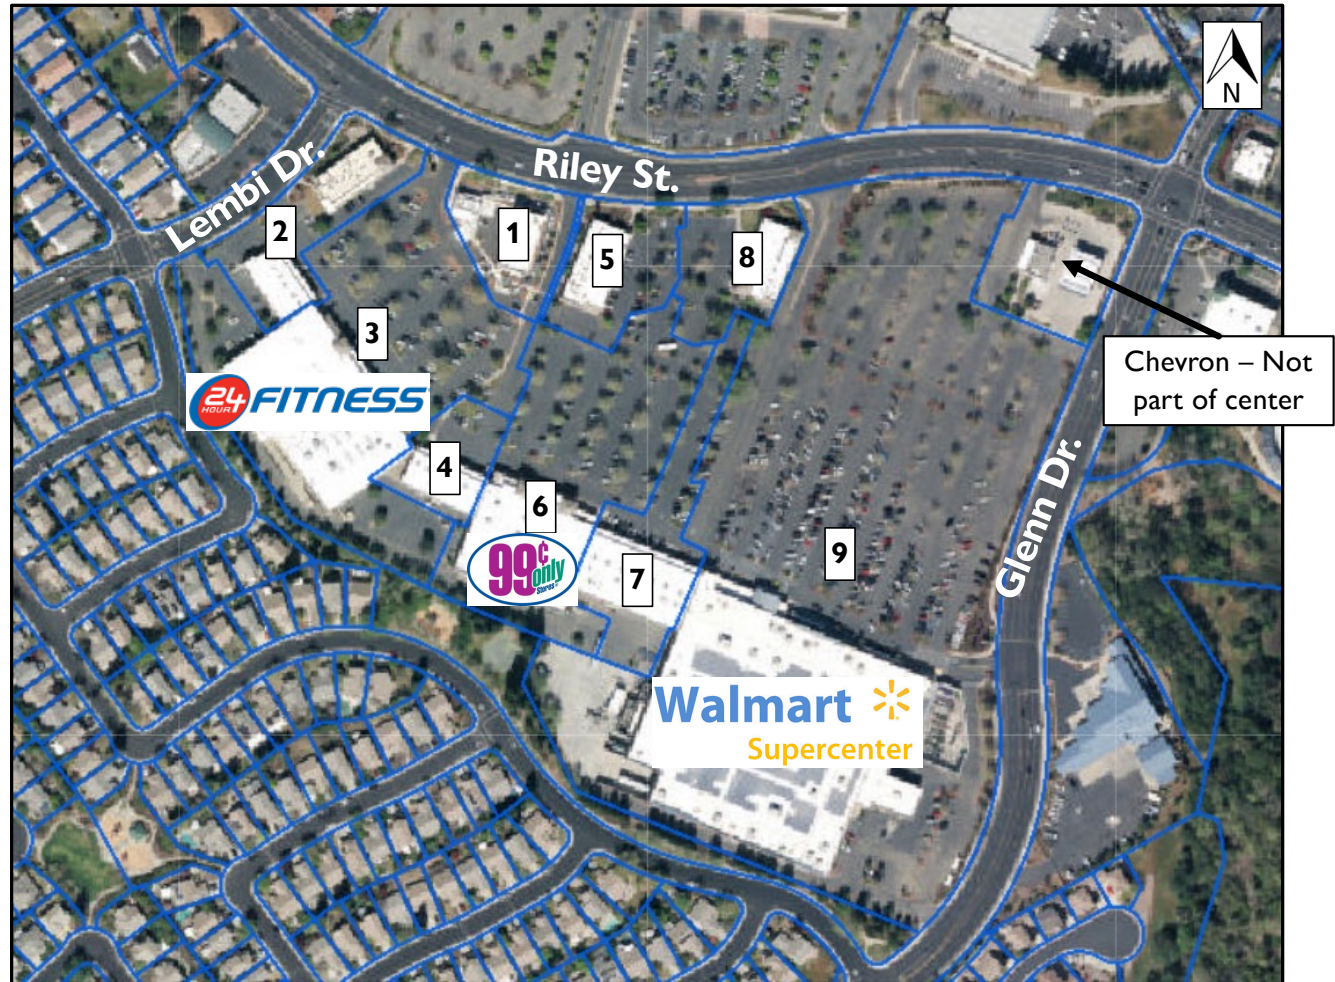 N
Riley St.
Lembi Dr.
1
2
5
8
3
Chevron – Not
part of center
24
HOUR
FITNESS
Glenn Dr.
4
6
99¢
only
Stores
7
9
Walmart
Supercenter